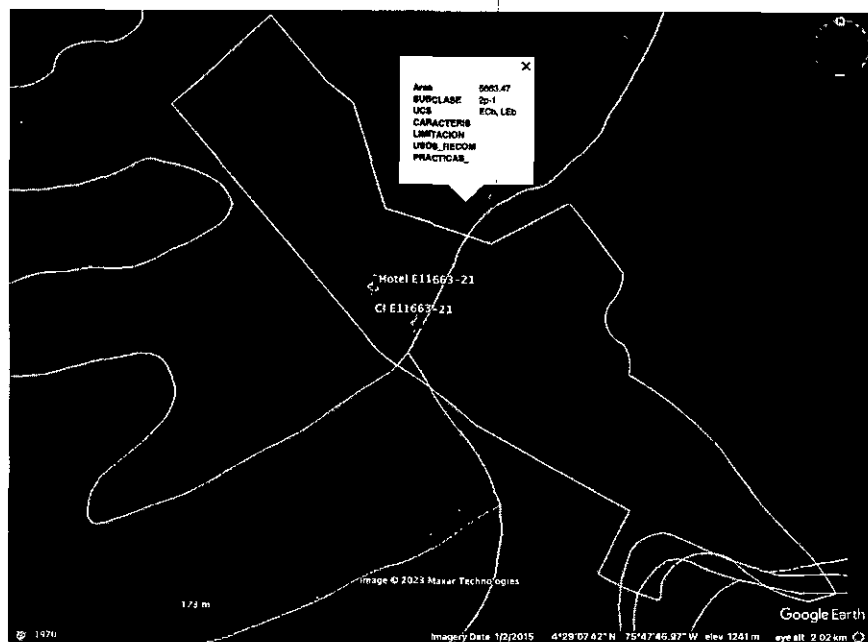 Area 5663.47
SUBCLASE 2p-1
UCS ECb, LEb
CARACTERIS
LIMITACION
USOS_RECOM
PRACTICAS_
Hotel E11663-21
CI E11663-21
Image © 2023 Maxar Technologies
173 m
Google Earth
1970
Imagery Date 1/2/2015 4°29'07.42" N 75°47'46.97" W elev 1241 m eye alt 2.02 km